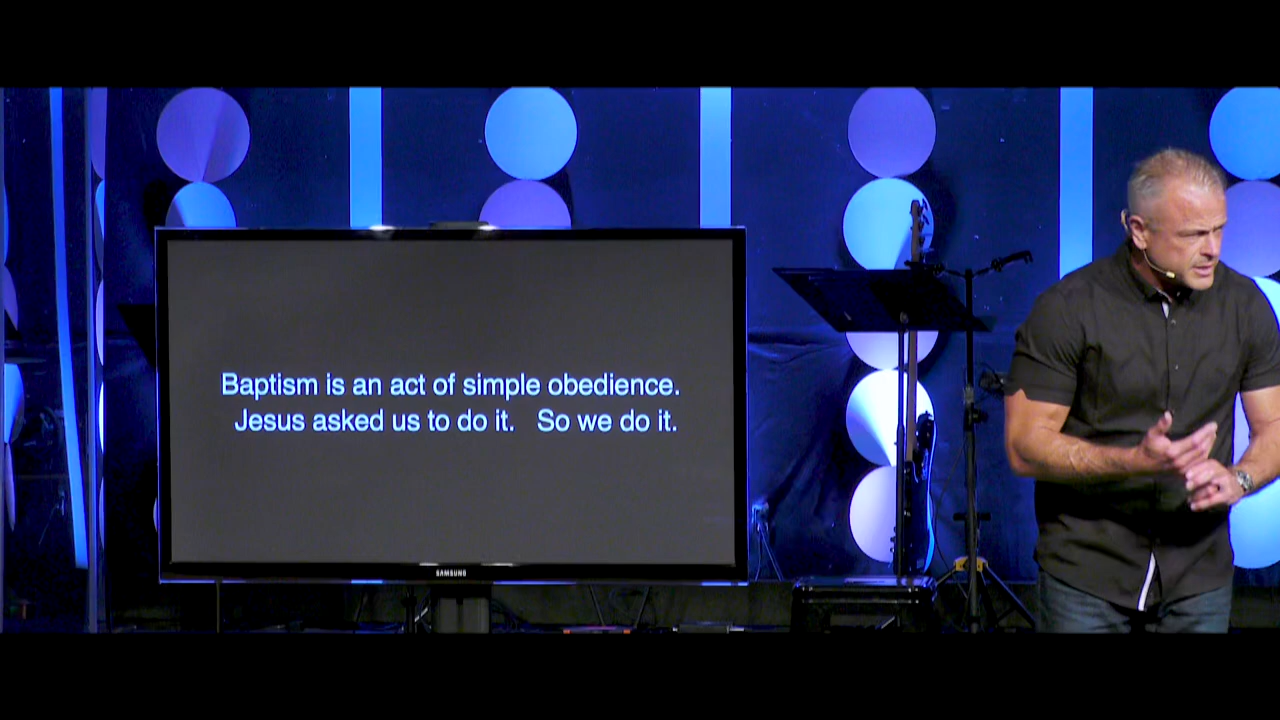 Baptism is an act of simple obedience.
Jesus asked us to do it.   So we do it.
SAMSUNG